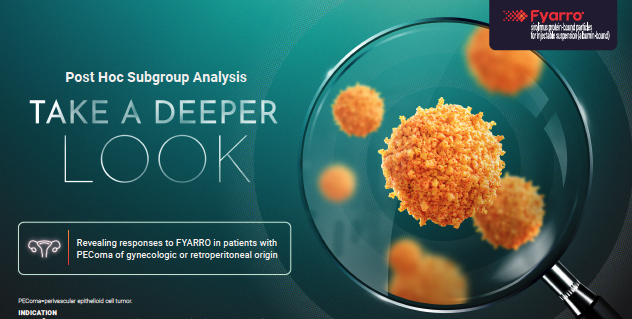 Fyarro
sirolimus protein-bound particles
for injectable suspension (albumin-bound)
Post Hoc Subgroup Analysis
TAKE A DEEPER
LOOK
Revealing responses to FYARRO in patients with
PEComa of gynecologic or retroperitoneal origin
PEComa=perivascular epithelioid cell tumor.
INDICATION